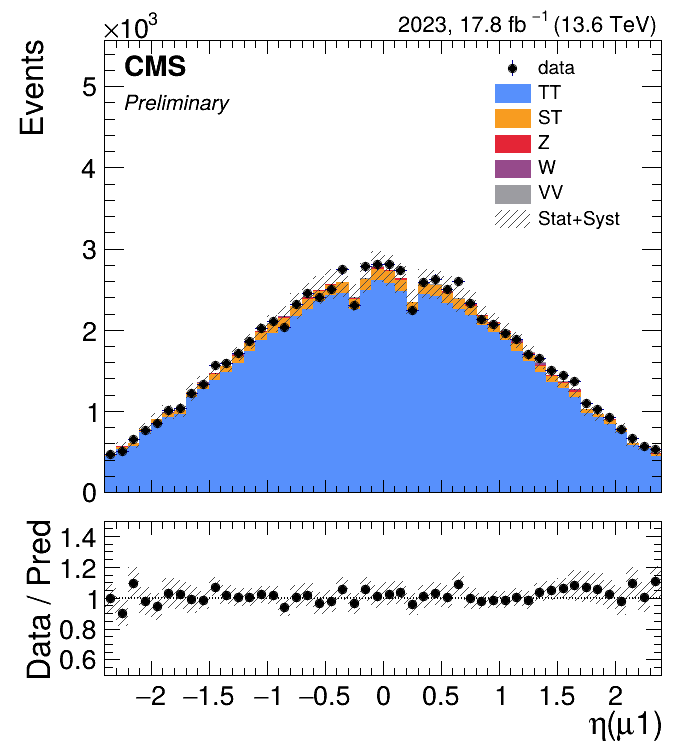 ×10³
2023, 17.8 fb⁻¹ (13.6 TeV)
Events
CMS
Preliminary
data
TT
ST
Z
W
VV
Stat+Syst
5
4
3
2
1
0
Data / Pred
1.4
1.2
1
0.8
0.6
−2 −1.5 −1 −0.5 0 0.5 1 1.5 2
η(μ1)